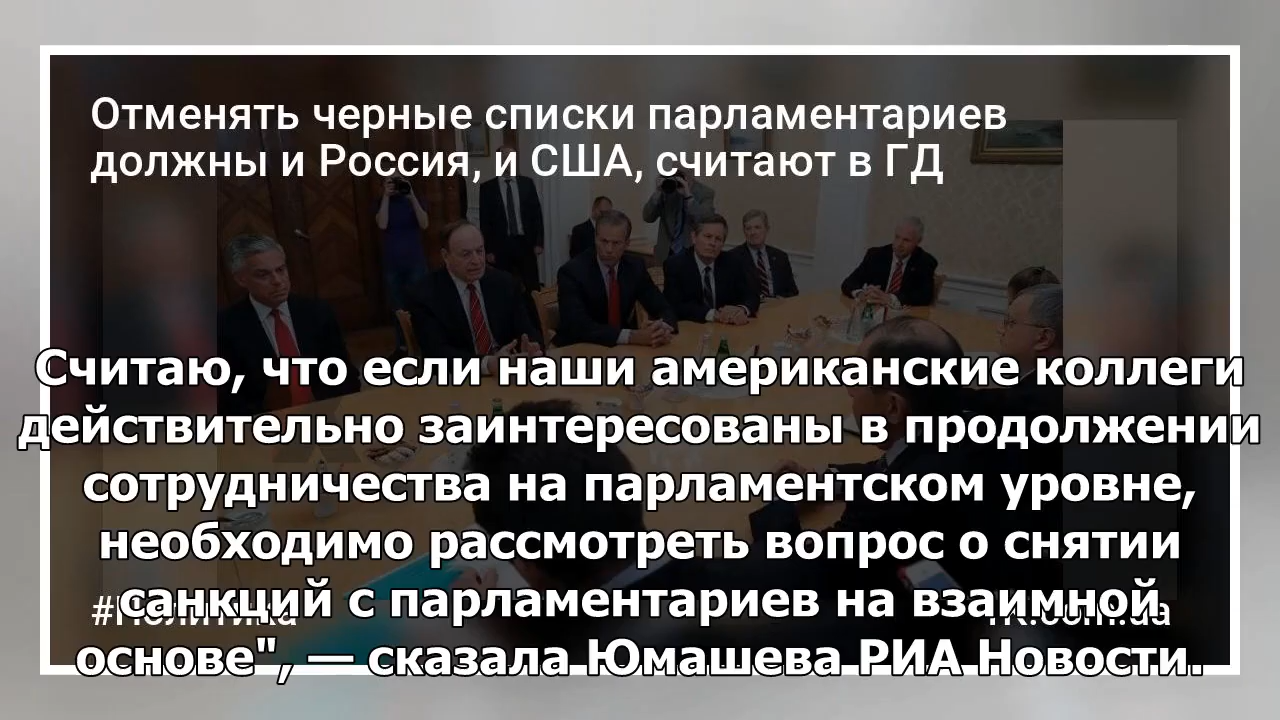 Отменять черные списки парламентариев
должны и Россия, и США, считают в ГД
Считаю, что если наши американские коллеги
действительно заинтересованы в продолжении
сотрудничества на парламентском уровне,
необходимо рассмотреть вопрос о снятии
санкций с парламентариев на взаимной
#Политика
основе", — сказала Юмашева РИА Новости.